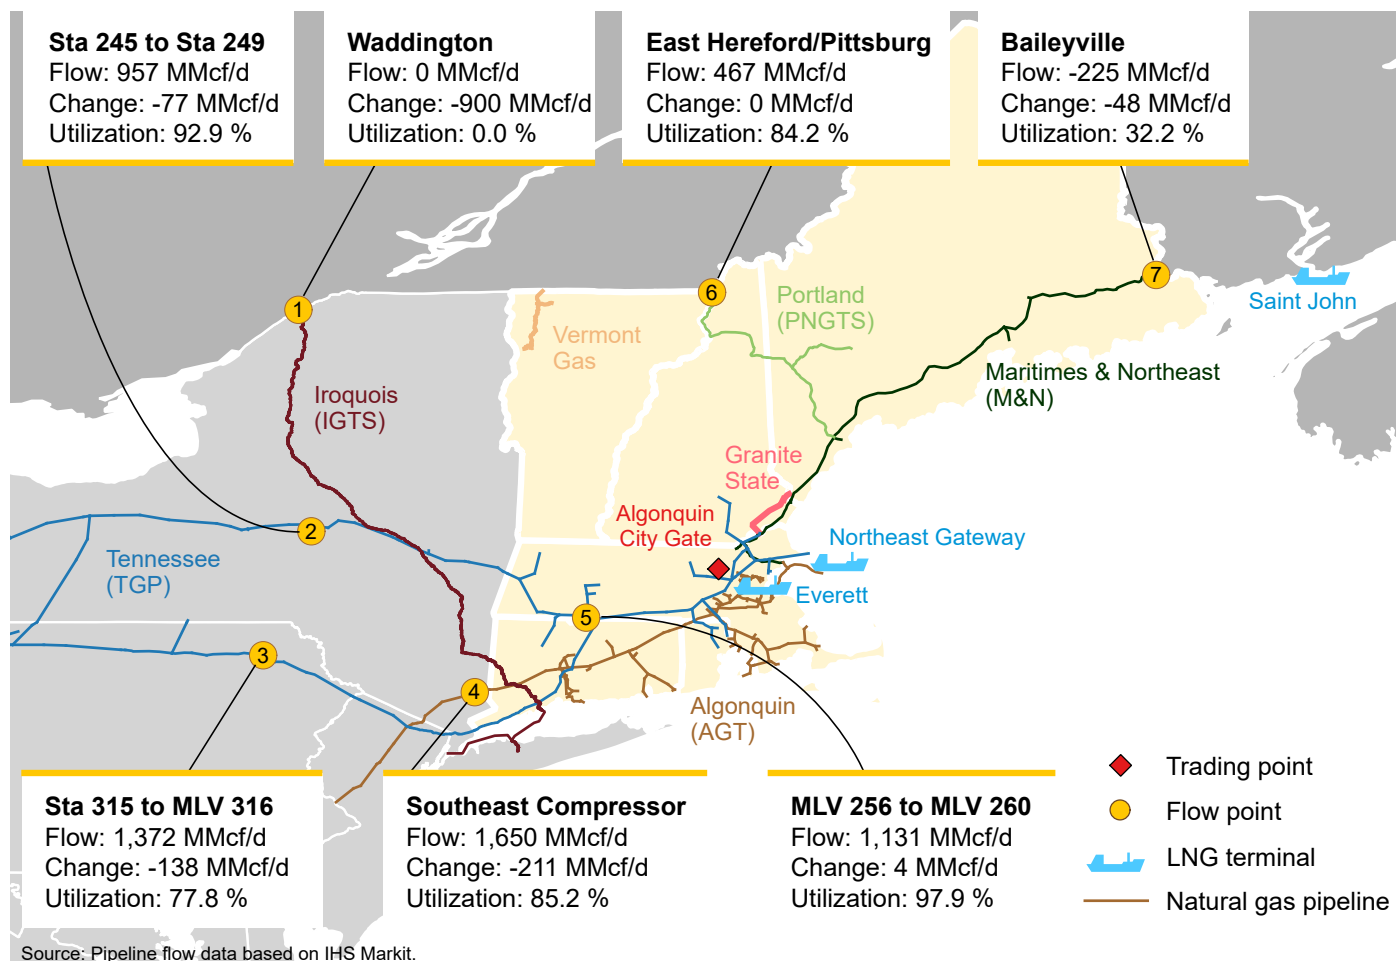 Sta 245 to Sta 249
Flow: 957 MMcf/d
Change: -77 MMcf/d
Utilization: 92.9 %
Waddington
Flow: 0 MMcf/d
Change: -900 MMcf/d
Utilization: 0.0 %
East Hereford/Pittsburg
Flow: 467 MMcf/d
Change: 0 MMcf/d
Utilization: 84.2 %
Baileyville
Flow: -225 MMcf/d
Change: -48 MMcf/d
Utilization: 32.2 %
1
6
7
Saint John
Portland
(PNGTS)
Vermont
Gas
Iroquois
(IGTS)
Maritimes & Northeast
(M&N)
Granite
State
2
Algonquin
City Gate
Northeast Gateway
Tennessee
(TGP)
Everett
5
3
4
Algonquin
(AGT)
Sta 315 to MLV 316
Flow: 1,372 MMcf/d
Change: -138 MMcf/d
Utilization: 77.8 %
Southeast Compressor
Flow: 1,650 MMcf/d
Change: -211 MMcf/d
Utilization: 85.2 %
MLV 256 to MLV 260
Flow: 1,131 MMcf/d
Change: 4 MMcf/d
Utilization: 97.9 %
Trading point
Flow point
LNG terminal
Natural gas pipeline
Source: Pipeline flow data based on IHS Markit.